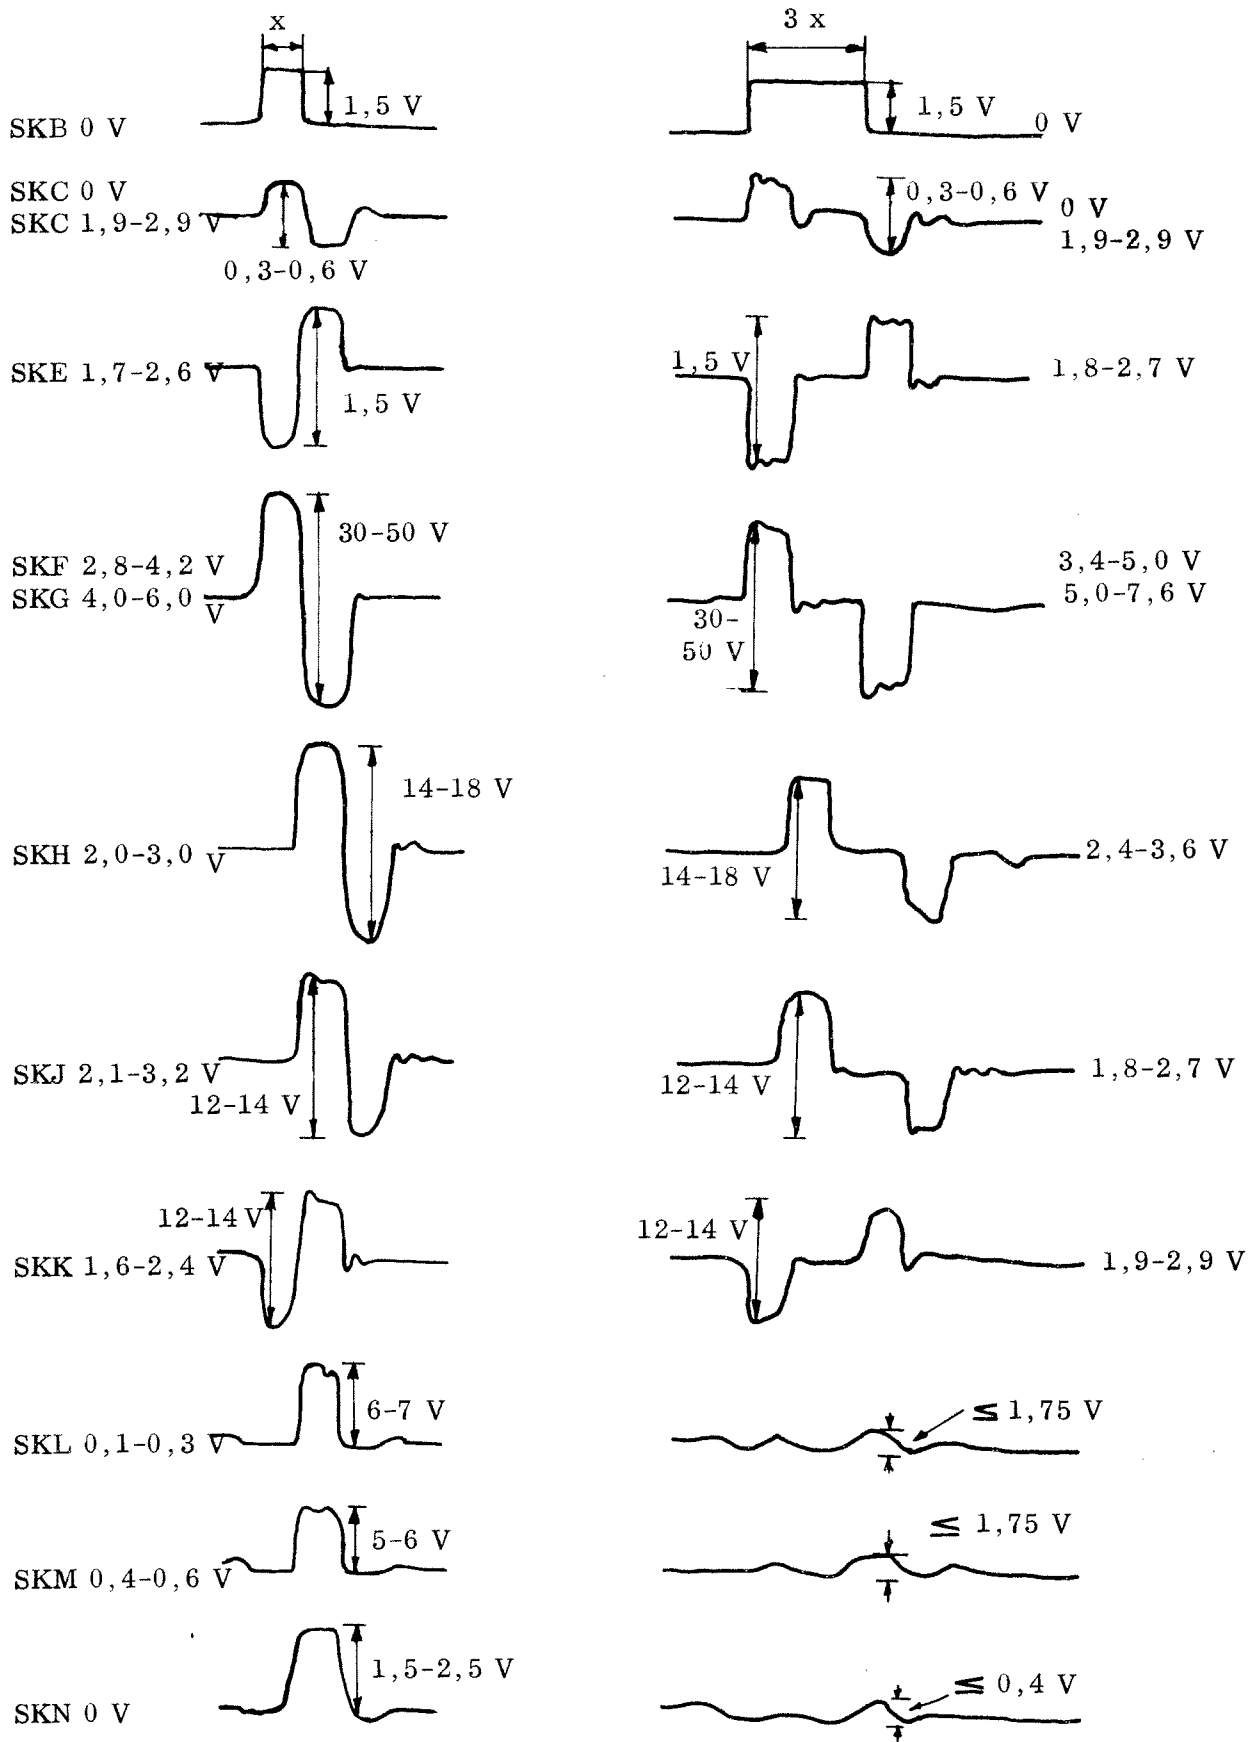 x
3 x
1,5 V
1,5 V
SKB 0 V
0 V
SKC 0 V
SKC 1,9-2,9 V
0,3-0,6 V
0,3-0,6 V
0 V
1,9-2,9 V
SKE 1,7-2,6 V
1,5 V
1,5 V
1,8-2,7 V
30-50 V
SKF 2,8-4,2 V
SKG 4,0-6,0 V
30-
50 V
3,4-5,0 V
5,0-7,6 V
14-18 V
SKH 2,0-3,0 V
14-18 V
2,4-3,6 V
SKJ 2,1-3,2 V
12-14 V
12-14 V
1,8-2,7 V
12-14 V
SKK 1,6-2,4 V
12-14 V
1,9-2,9 V
6-7 V
SKL 0,1-0,3 V
≦ 1,75 V
5-6 V
SKM 0,4-0,6 V
≦ 1,75 V
1,5-2,5 V
SKN 0 V
≦ 0,4 V